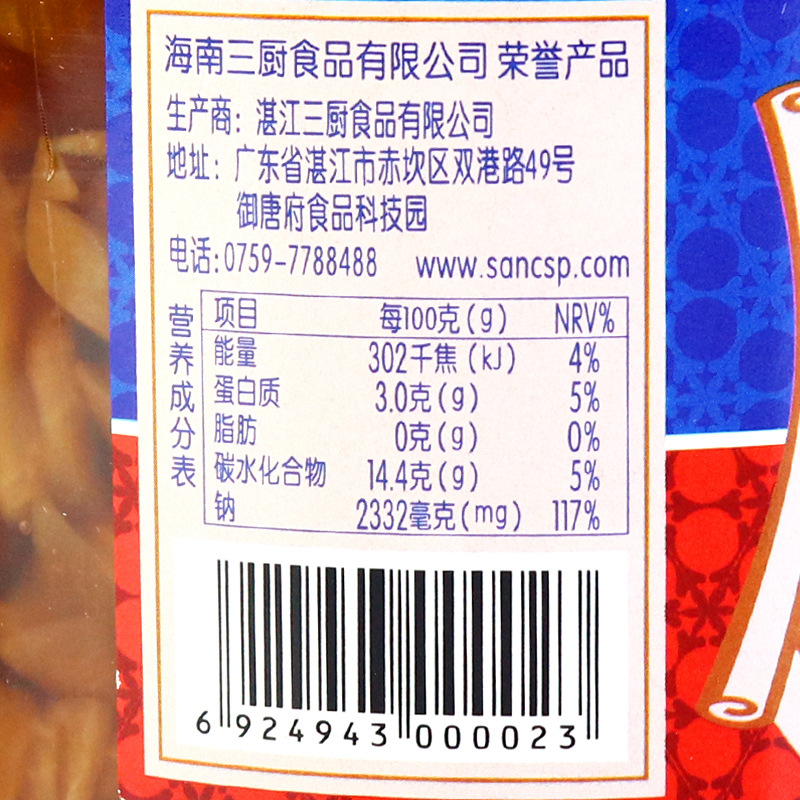 海南三厨食品有限公司 荣誉产品
生产商：湛江三厨食品有限公司
地址：广东省湛江市赤坎区双港路49号
御唐府食品科技园
电话:0759-7788488 www.sancsp.com
营养成分表
项目 每100克(g) NRV%
能量 302千焦(kJ) 4%
蛋白质 3.0克(g) 5%
脂肪 0克(g) 0%
碳水化合物 14.4克(g) 5%
钠 2332毫克(mg) 117%
6 924943 000023